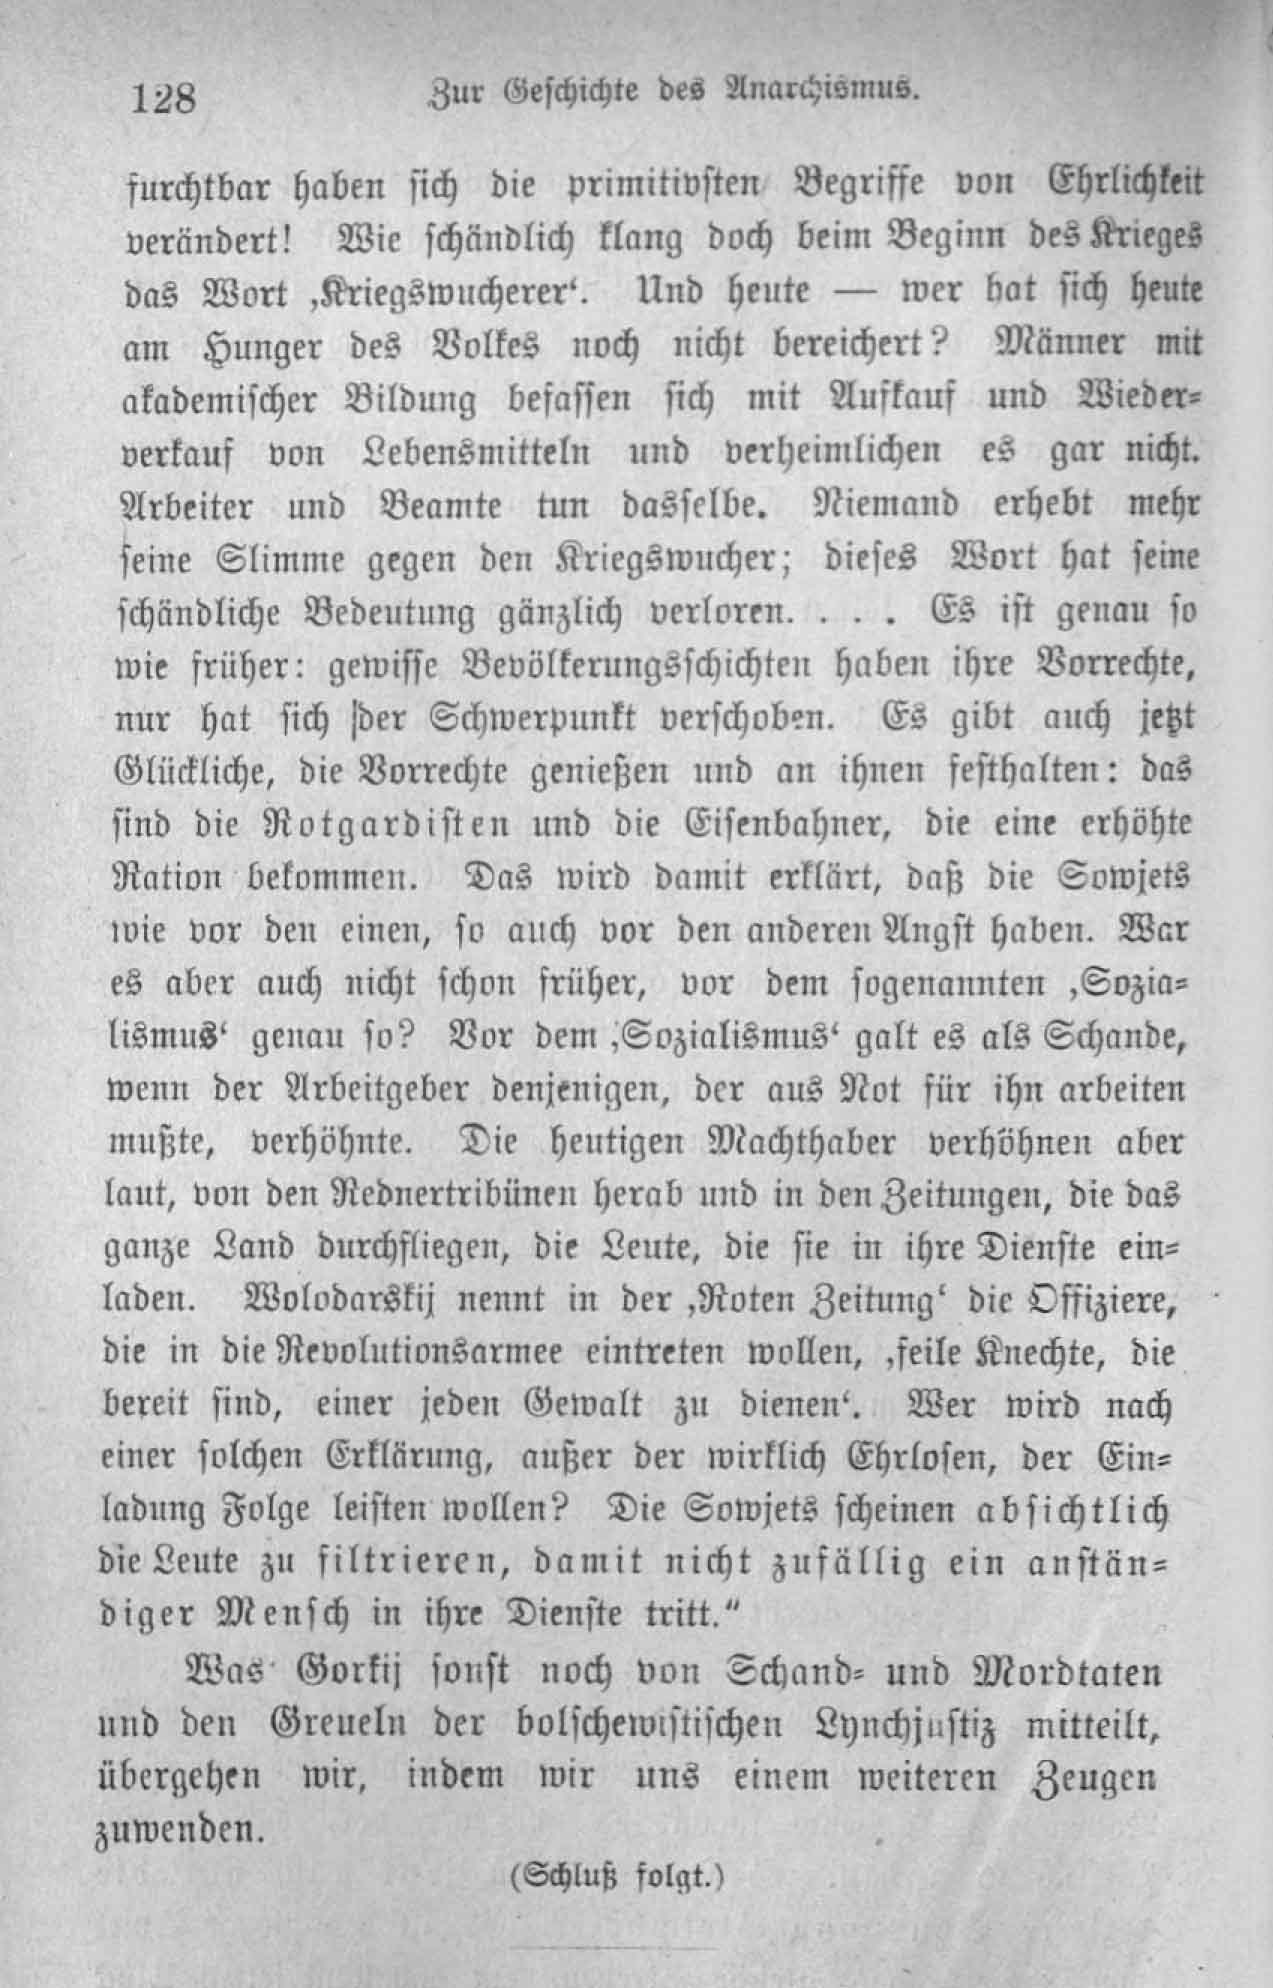 128 Zur Geschichte des Anarchismus.
furchtbar haben sich die primitivsten Begriffe von Ehrlichkeit
verändert! Wie schändlich klang doch beim Beginn des Krieges
das Wort ‚Kriegswucherer‘. Und heute — wer hat sich heute
am Hunger des Volkes noch nicht bereichert? Männer mit
akademischer Bildung befassen sich mit Aufkauf und Wieder-
verkauf von Lebensmitteln und verheimlichen es gar nicht.
Arbeiter und Beamte tun dasselbe. Niemand erhebt mehr
seine Slimme gegen den Kriegswucher; dieses Wort hat seine
schändliche Bedeutung gänzlich verloren. . . . Es ist genau so
wie früher: gewisse Bevölkerungsschichten haben ihre Vorrechte,
nur hat sich der Schwerpunkt verschoben. Es gibt auch jetzt
Glückliche, die Vorrechte genießen und an ihnen festhalten: das
sind die Rotgardisten und die Eisenbahner, die eine erhöhte
Ration bekommen. Das wird damit erklärt, daß die Sowjets
wie vor den einen, so auch vor den anderen Angst haben. War
es aber auch nicht schon früher, vor dem sogenannten ‚Sozia-
lismus‘ genau so? Vor dem ‚Sozialismus‘ galt es als Schande,
wenn der Arbeitgeber denjenigen, der aus Not für ihn arbeiten
mußte, verhöhnte. Die heutigen Machthaber verhöhnen aber
laut, von den Rednertribünen herab und in den Zeitungen, die das
ganze Land durchfliegen, die Leute, die sie in ihre Dienste ein-
laden. Wolodarskij nennt in der ‚Roten Zeitung‘ die Offiziere,
die in die Revolutionsarmee eintreten wollen, ‚feile Knechte, die
bereit sind, einer jeden Gewalt zu dienen‘. Wer wird nach
einer solchen Erklärung, außer der wirklich Ehrlosen, der Ein-
ladung Folge leisten wollen? Die Sowjets scheinen absichtlich
die Leute zu filtrieren, damit nicht zufällig ein anstän-
diger Mensch in ihre Dienste tritt.“
Was Gorkij sonst noch von Schand- und Mordtaten
und den Greueln der bolschewistischen Lynchjustiz mitteilt,
übergehen wir, indem wir uns einem weiteren Zeugen
zuwenden.
(Schluß folgt.)